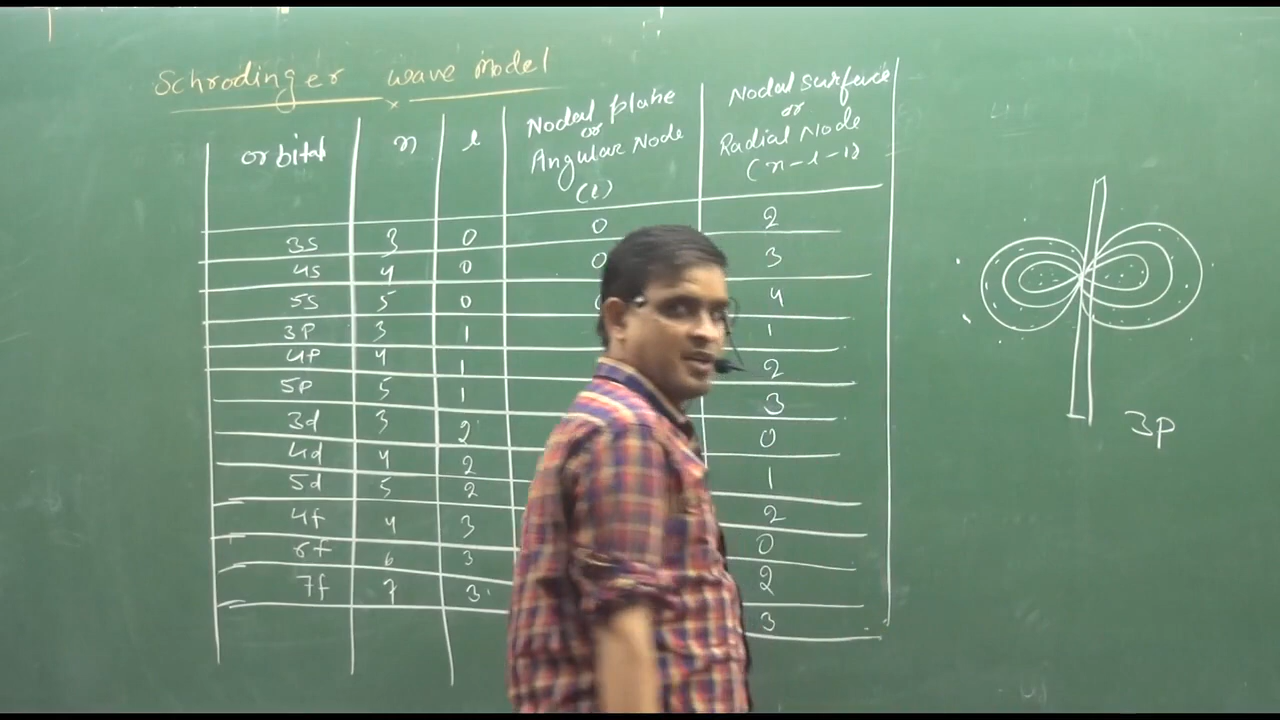 Schrodinger wave model
orbital n l Nodal plane or Angular Node (l) Nodal surface or Radial Node (n-l-1)
3s 3 0 0 2
4s 4 0 0 3
5s 5 0 4
3p 3 1 1
4p 4 1 2
5p 5 1 3
3d 3 2 0
4d 4 2 1
5d 5 2 2
4f 4 3 0
6f 6 3 2
7f 7 3 3
3p